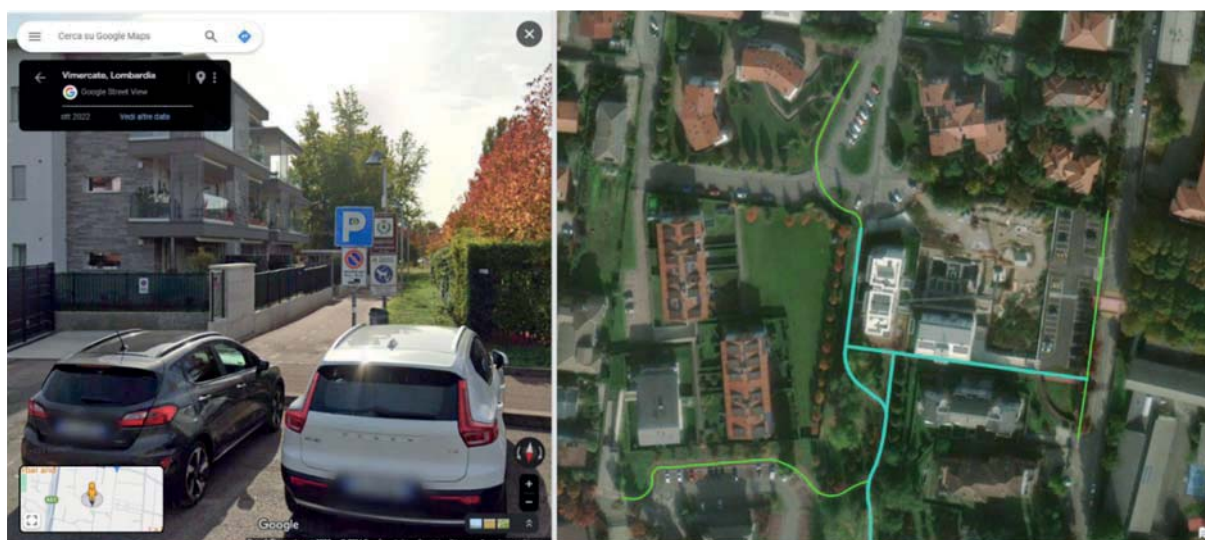 Cerca su Google Maps
Vimercate, Lombardia
Google Street View
ott 2022
Vedi altre date
P
Google